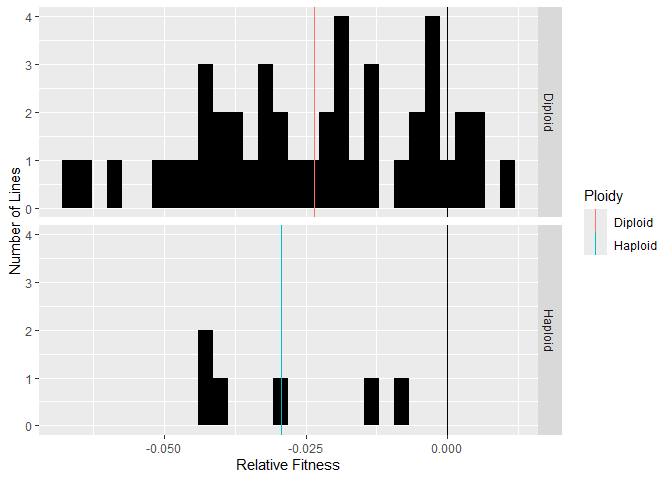 4
3
2
1
0
Diploid
4
3
2
1
0
Haploid
Number of Lines
-0.050
-0.025
0.000
Relative Fitness
Ploidy
Diploid
Haploid